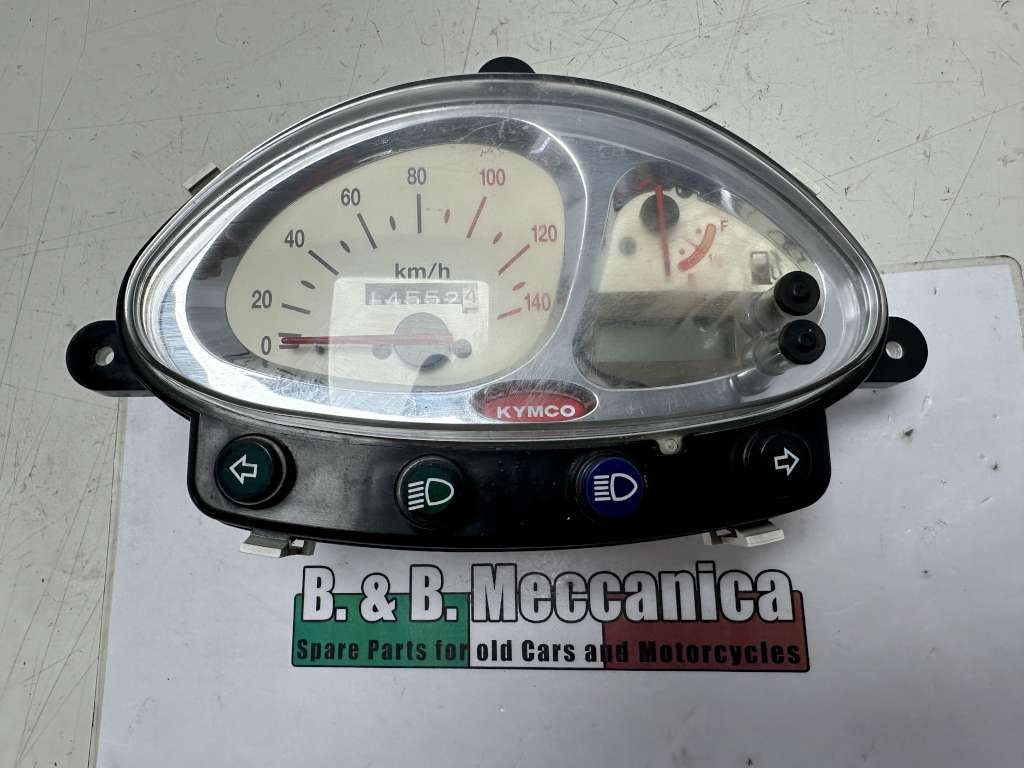 0
20
40
60
80
100
120
140
km/h
F
KYMCO
B. & B. Meccanica
Spare Parts for old Cars and Motorcycles